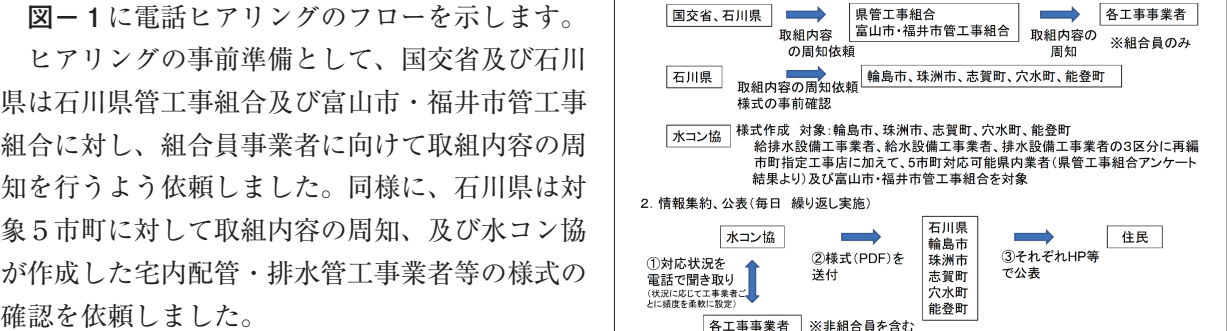 図－１に電話ヒアリングのフローを示します。
ヒアリングの事前準備として、国交省及び石川
県は石川県管工事組合及び富山市・福井市管工事
組合に対し、組合員事業者に向けて取組内容の周
知を行うよう依頼しました。同様に、石川県は対
象５市町に対して取組内容の周知、及び水コン協
が作成した宅内配管・排水管工事業者等の様式の
確認を依頼しました。
国交省、石川県
取組内容
の周知依頼
県管工事組合
富山市・福井市管工事組合
取組内容の
周知
各工事事業者
※組合員のみ
石川県
取組内容の周知依頼
様式の事前確認
輪島市、珠洲市、志賀町、穴水町、能登町
水コン協
様式作成　対象：輪島市、珠洲市、志賀町、穴水町、能登町
給排水設備工事業者、給水設備工事業者、排水設備工事業者の３区分に再編
市町指定工事店に加えて、５市町対応可能県内業者（県管工事組合アンケート
結果より）及び富山市・福井市管工事組合を対象
２．情報集約、公表（毎日　繰り返し実施）
水コン協
①対応状況を
電話で聞き取り
（状況に応じて工事業者ご
とに頻度を柔軟に設定）
②様式（PDF）を
送付
石川県
輪島市
珠洲市
志賀町
穴水町
能登町
③それぞれHP等
で公表
住民
各工事事業者
※非組合員を含む